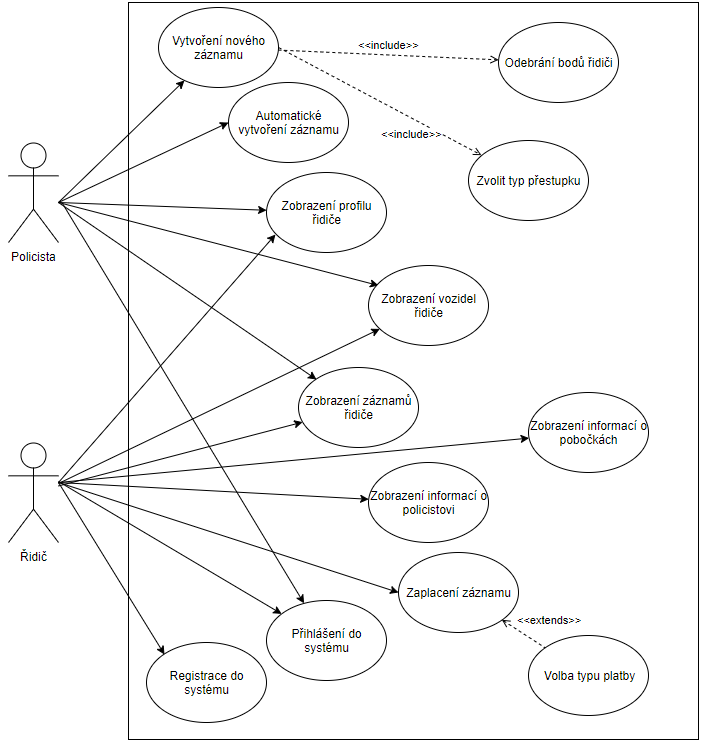 Vytvoření nového
záznamu
<<include>>
Odebrání bodů řidiči
Automatické
vytvoření záznamu
<<include>>
Zvolit typ přestupku
Zobrazení profilu
řidiče
Policista
Zobrazení vozidel
řidiče
Zobrazení záznamů
řidiče
Zobrazení informací o
pobočkách
Zobrazení informací o
policistovi
Řidič
Zaplacení záznamu
<<extends>>
Přihlášení do
systému
Registrace do
systému
Volba typu platby